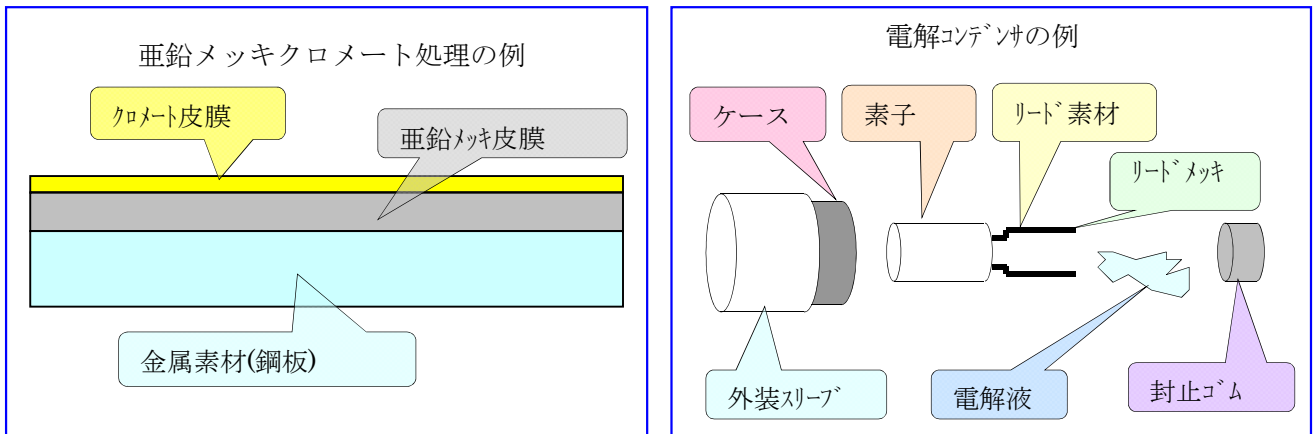 亜鉛メッキクロメート処理の例
クロメート皮膜
亜鉛メッキ皮膜
金属素材(鋼板)
電解コンデンサの例
ケース
素子
リード素材
リードメッキ
外装スリーブ
電解液
封止ゴム